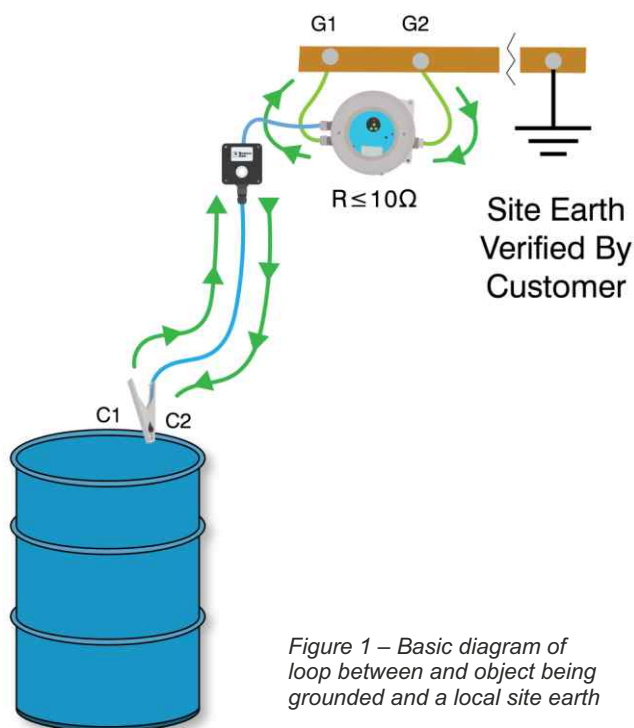 G1 G2
R≤10Ω
Site Earth
Verified By
Customer
C1 C2
Figure 1 – Basic diagram of
loop between and object being
grounded and a local site earth